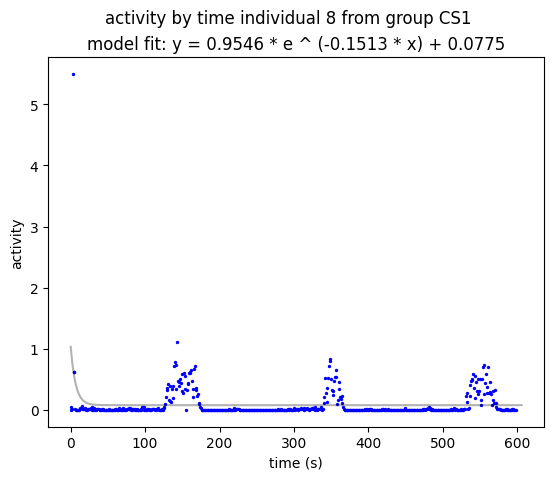 activity by time individual 8 from group CS1
model fit: y = 0.9546 * e ^ (-0.1513 * x) + 0.0775
5
4
3
2
1
0
activity
0 100 200 300 400 500 600
time (s)